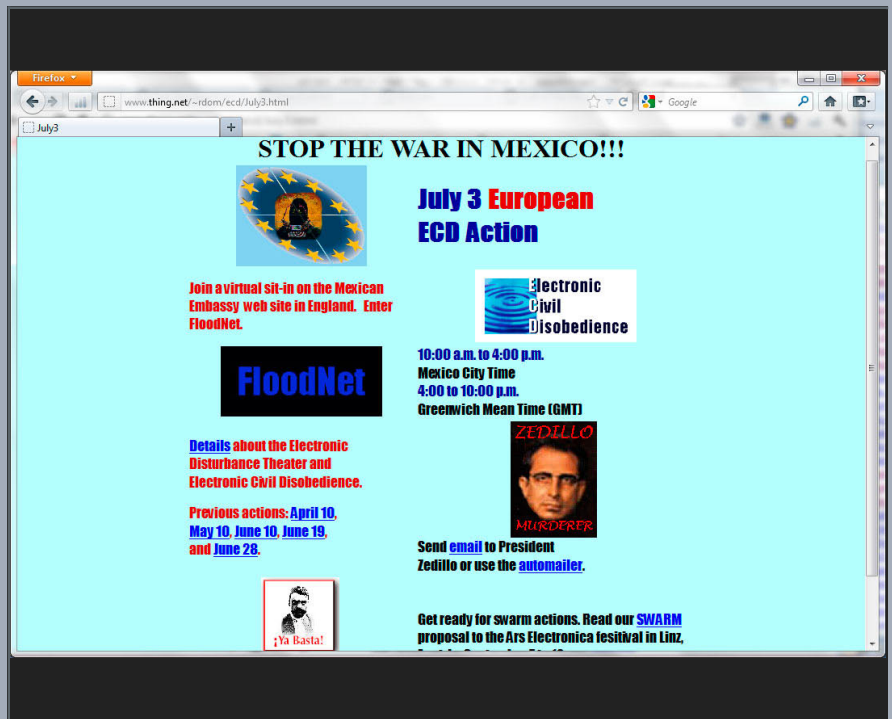 Firefox
www.thing.net/~rdom/ecd/July3.html
Google
July3
STOP THE WAR IN MEXICO!!!
July 3 European
ECD Action
Join a virtual sit-in on the Mexican
Embassy web site in England. Enter
FloodNet.
Electronic
Civil
Disobedience
FloodNet
10:00 a.m. to 4:00 p.m.
Mexico City Time
4:00 to 10:00 p.m.
Greenwich Mean Time (GMT)
Details about the Electronic
Disturbance Theater and
Electronic Civil Disobedience.
ZEDILLO
MURDERER
Previous actions: April 10,
May 10, June 10, June 19,
and June 28.
Send email to President
Zedillo or use the automailer.
¡Ya Basta!
Get ready for swarm actions. Read our SWARM
proposal to the Ars Electronica fesitival in Linz,